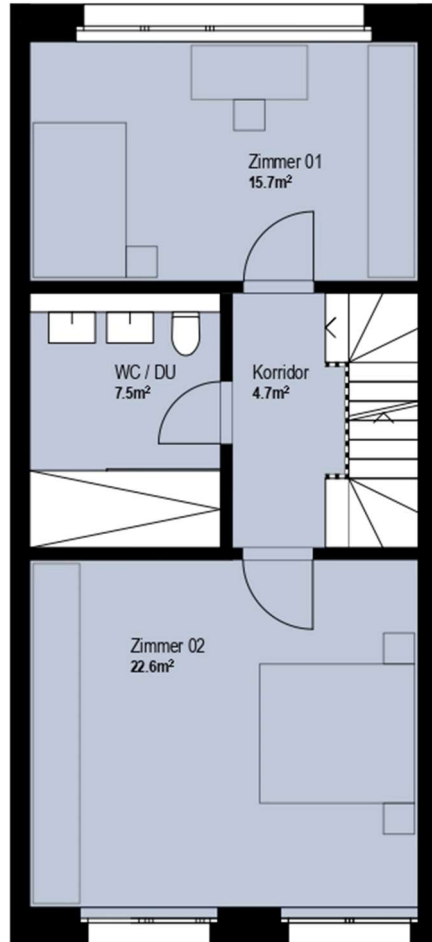 Zimmer 01
15.7m²
WC / DU
7.5m²
Korridor
4.7m²
Zimmer 02
22.6m²